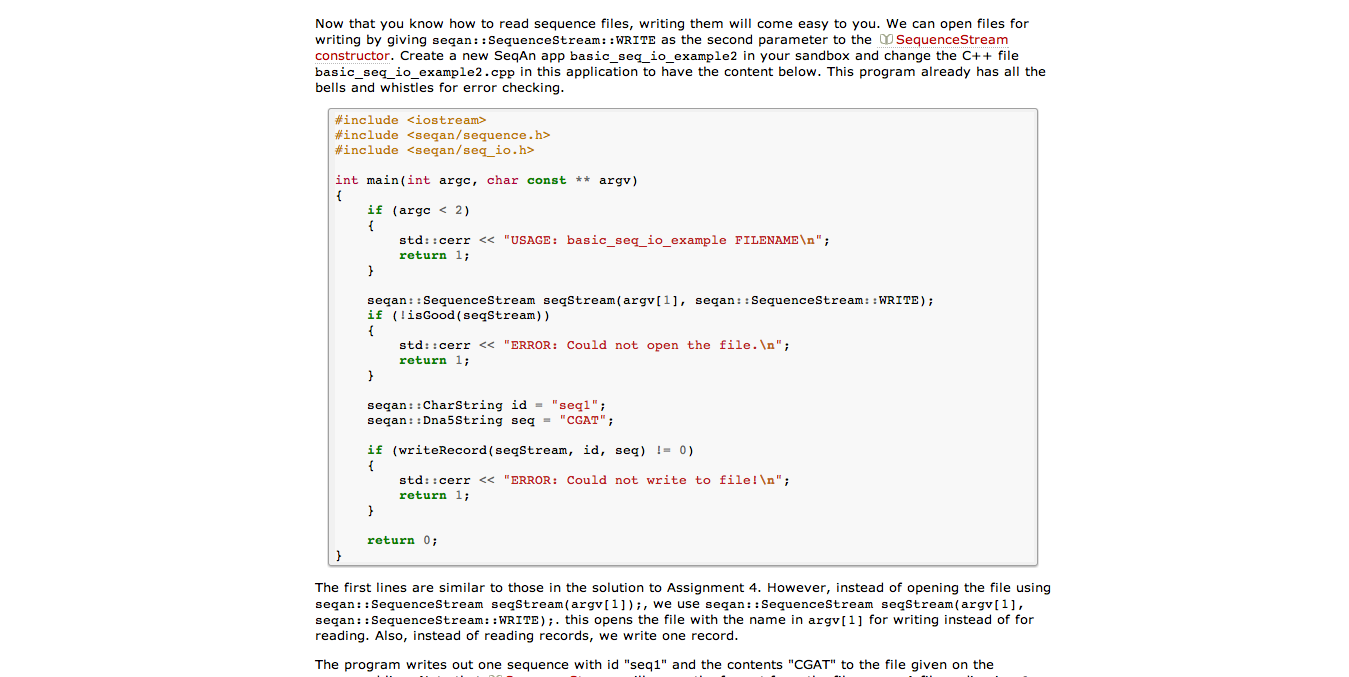 Now that you know how to read sequence files, writing them will come easy to you. We can open files for
writing by giving seqan::SequenceStream::WRITE as the second parameter to the SequenceStream
constructor. Create a new SeqAn app basic_seq_io_example2 in your sandbox and change the C++ file
basic_seq_io_example2.cpp in this application to have the content below. This program already has all the
bells and whistles for error checking.
#include <iostream>
#include <seqan/sequence.h>
#include <seqan/seq_io.h>
int main(int argc, char const ** argv)
{
if (argc < 2)
{
std::cerr << "USAGE: basic_seq_io_example FILENAME\n";
return 1;
}
seqan::SequenceStream seqStream(argv[1], seqan::SequenceStream::WRITE);
if (!isGood(seqStream))
{
std::cerr << "ERROR: Could not open the file.\n";
return 1;
}
seqan::CharString id = "seq1";
seqan::Dna5String seq = "CGAT";
if (writeRecord(seqStream, id, seq) != 0)
{
std::cerr << "ERROR: Could not write to file!\n";
return 1;
}
return 0;
}
The first lines are similar to those in the solution to Assignment 4. However, instead of opening the file using
seqan::SequenceStream seqStream(argv[1]);, we use seqan::SequenceStream seqStream(argv[1],
seqan::SequenceStream::WRITE);. this opens the file with the name in argv[1] for writing instead of for
reading. Also, instead of reading records, we write one record.
The program writes out one sequence with id "seq1" and the contents "CGAT" to the file given on the